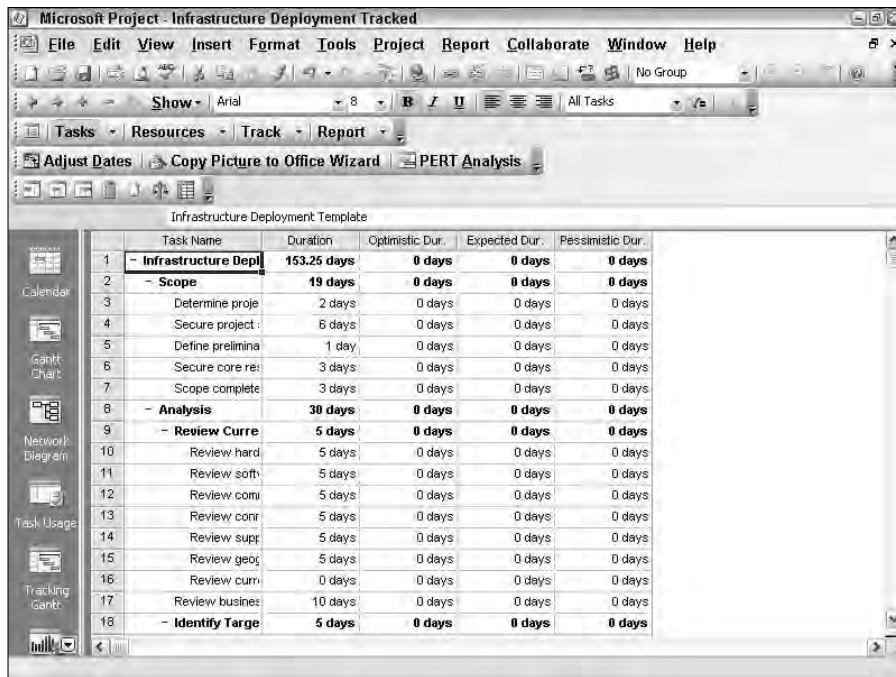 Microsoft Project - Infrastructure Deployment Tracked
File Edit View Insert Format Tools Project Report Collaborate Window Help
No Group
Show Arial 8 B I U All Tasks
Tasks Resources Track Report
Adjust Dates Copy Picture to Office Wizard PERT Analysis
Infrastructure Deployment Template
Task Name Duration Optimistic Dur. Expected Dur. Pessimistic Dur.
1 - Infrastructure Depl 153.25 days 0 days 0 days 0 days
2 - Scope 19 days 0 days 0 days 0 days
3 Determine proje 2 days 0 days 0 days 0 days
4 Secure project 6 days 0 days 0 days 0 days
5 Define prelimina 1 day 0 days 0 days 0 days
6 Secure core re 3 days 0 days 0 days 0 days
7 Scope complete 3 days 0 days 0 days 0 days
8 - Analysis 30 days 0 days 0 days 0 days
9 - Review Curre 5 days 0 days 0 days 0 days
10 Review hard 5 days 0 days 0 days 0 days
11 Review soft 5 days 0 days 0 days 0 days
12 Review com 5 days 0 days 0 days 0 days
13 Review con 5 days 0 days 0 days 0 days
14 Review supp 5 days 0 days 0 days 0 days
15 Review geog 5 days 0 days 0 days 0 days
16 Review curr 0 days 0 days 0 days 0 days
17 Review busines 10 days 0 days 0 days 0 days
18 - Identify Targe 5 days 0 days 0 days 0 days
Calendar
Gantt
Chart
Network
Diagram
Task Usage
Tracking
Gantt